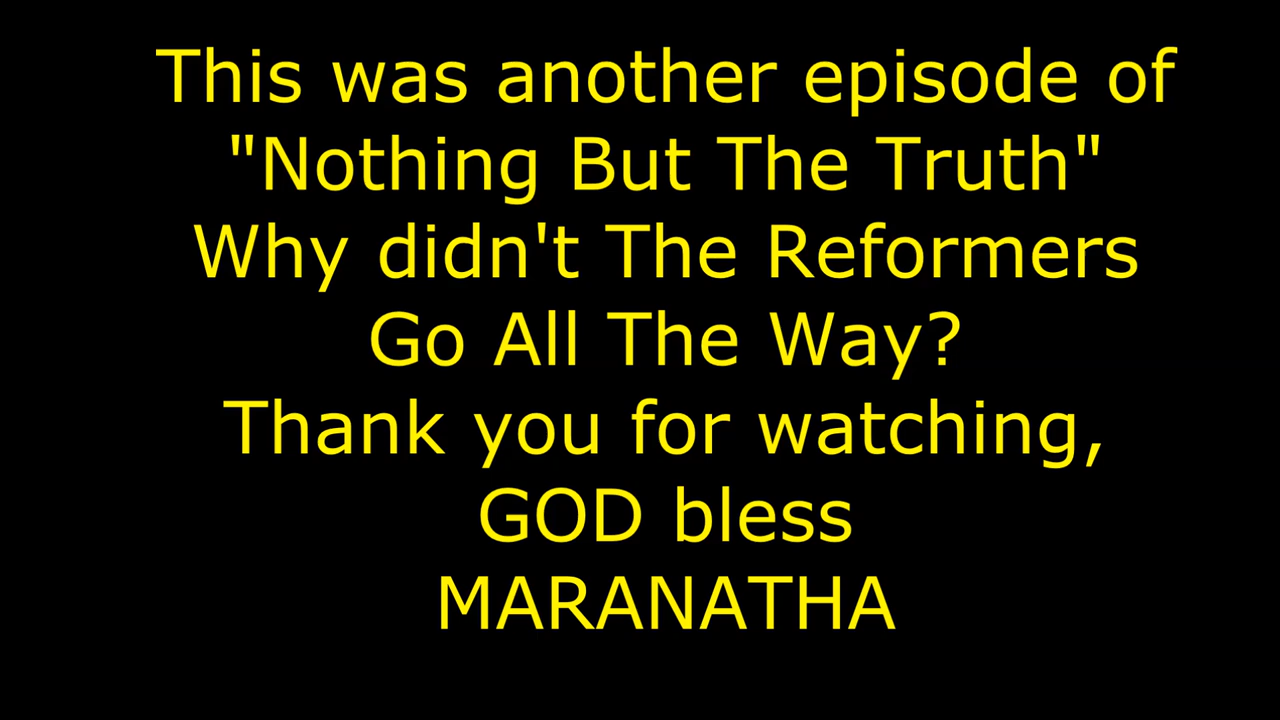 This was another episode of
"Nothing But The Truth"
Why didn't The Reformers
Go All The Way?
Thank you for watching,
GOD bless
MARANATHA